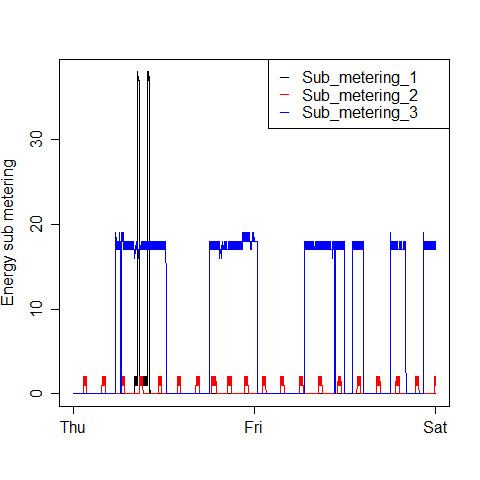 Sub_metering_1
Sub_metering_2
Sub_metering_3
Energy sub metering
30
20
10
0
Thu Fri Sat